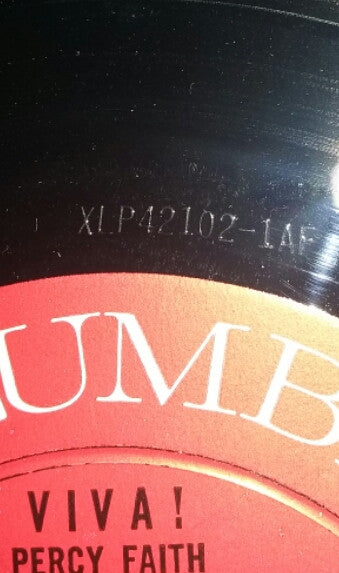 XLP42102-1AF
UMB
VIVA!
PERCY FAITH